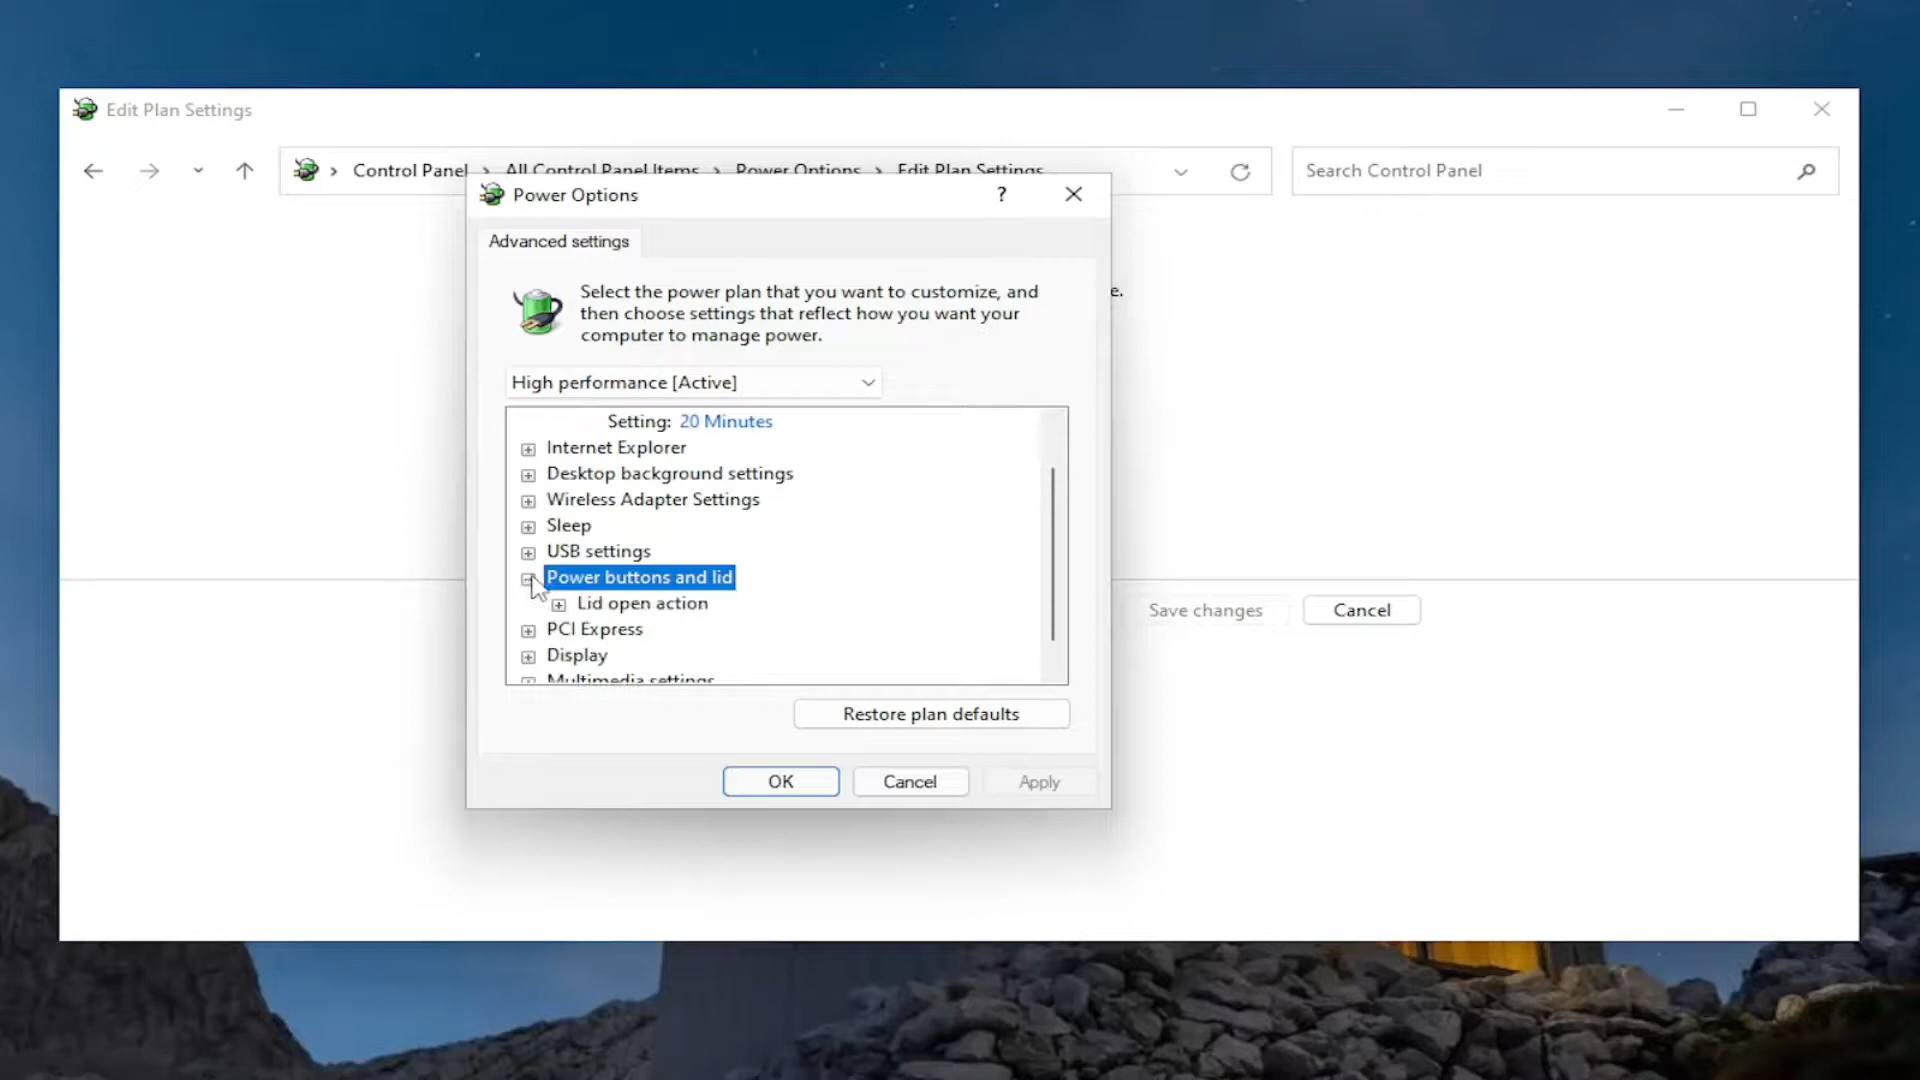 Edit Plan Settings
Control Panel > All Control Panel Items > Power Options > Edit Plan Settings
Search Control Panel
Power Options
?
Advanced settings
Select the power plan that you want to customize, and
then choose settings that reflect how you want your
computer to manage power.
e.
High performance [Active]
Setting: 20 Minutes
Internet Explorer
Desktop background settings
Wireless Adapter Settings
Sleep
USB settings
Power buttons and lid
Lid open action
PCI Express
Display
Multimedia settings
Restore plan defaults
OK
Cancel
Apply
Save changes
Cancel